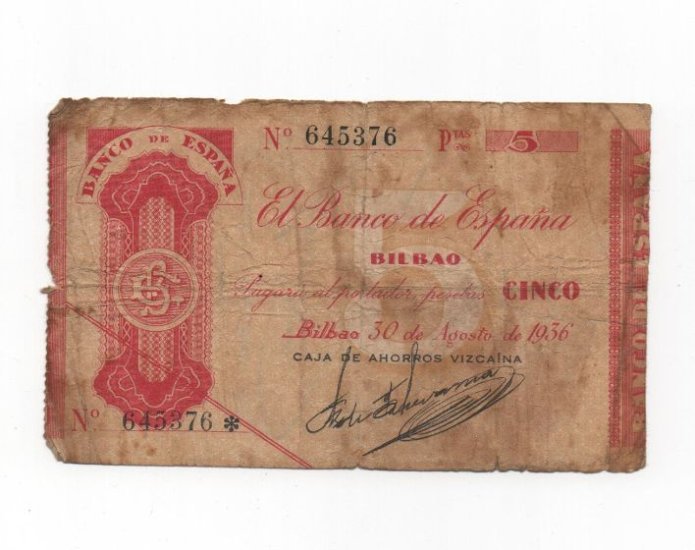 BANCO DE ESPAÑA
Nº 645376 PTAS 5
El Banco de España
BILBAO
Pagará al portador, pesetas CINCO
Bilbao 30 de Agosto de 1936
CAJA DE AHORROS VIZCAÍNA
Nº 645376 *
BANCO DE ESPAÑA